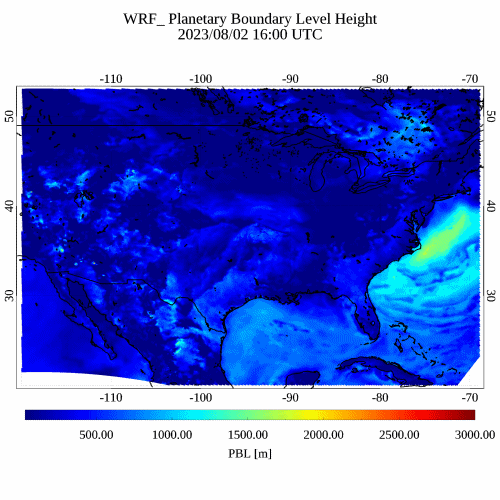 WRF_ Planetary Boundary Level Height
2023/08/02 16:00 UTC
-110 -100 -90 -80 -70
50 50
40 40
30 30
-110 -100 -90 -80 -70
500.00 1000.00 1500.00 2000.00 2500.00 3000.00
PBL [m]